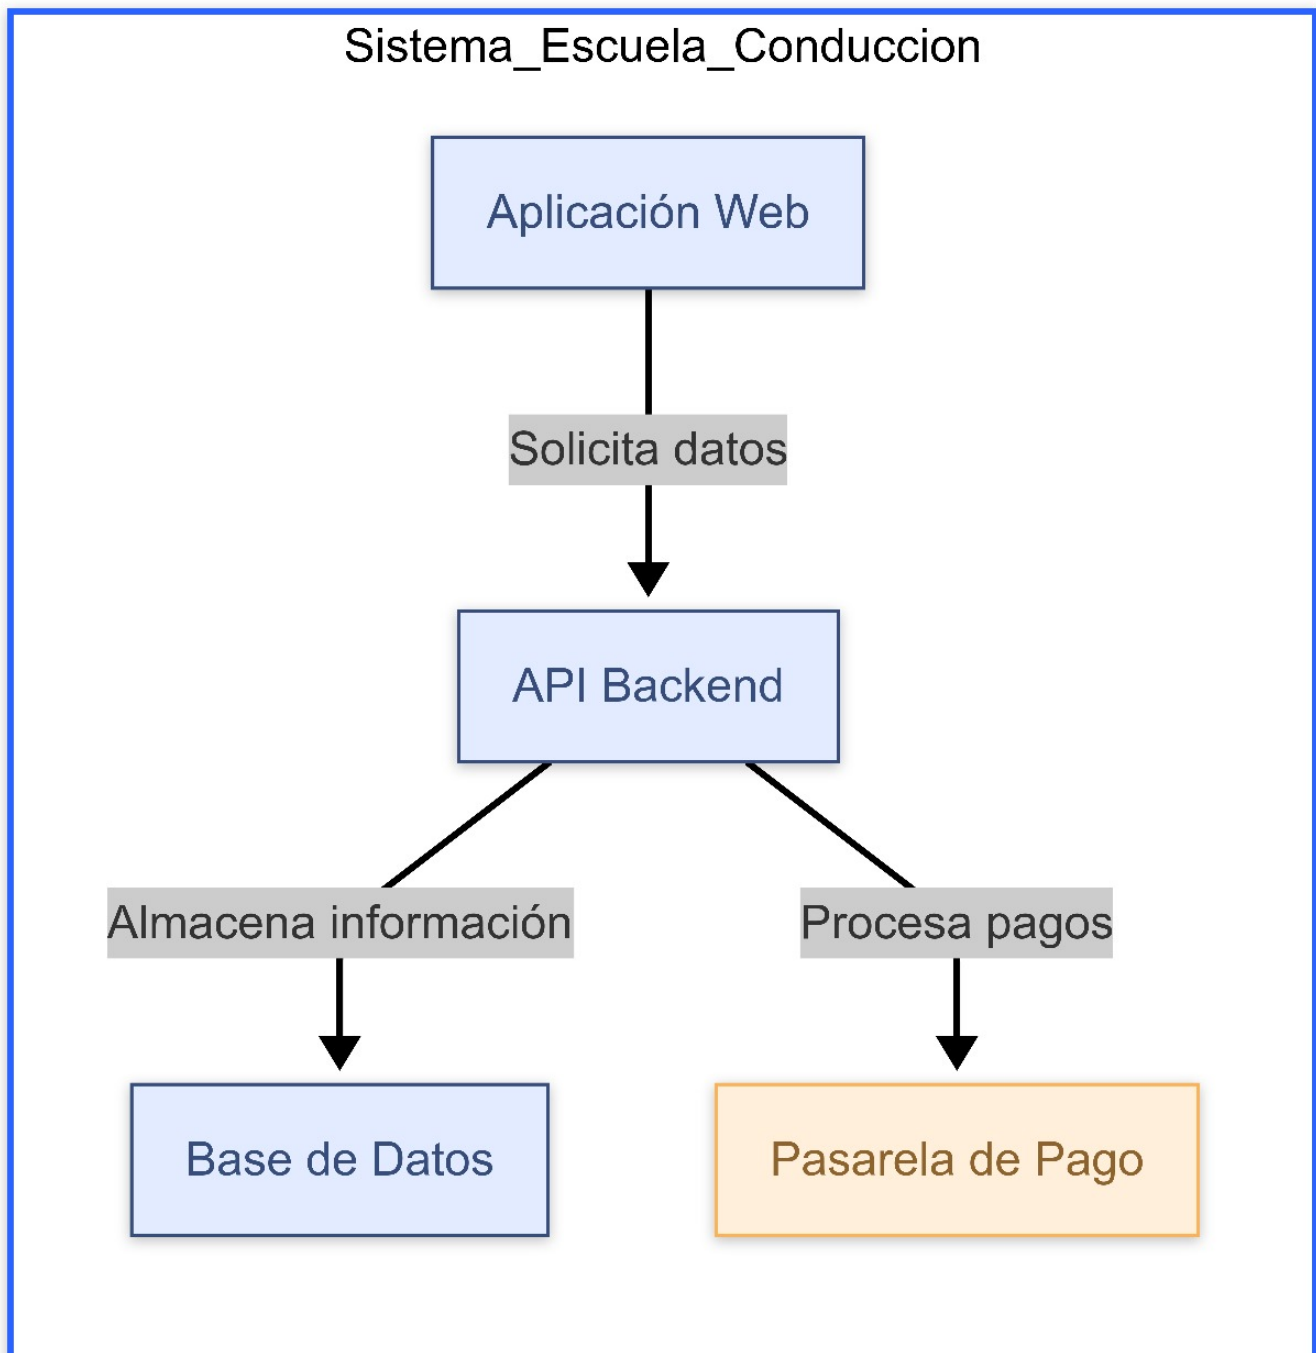 Sistema_Escuela_Conduccion
Aplicación Web
Solicita datos
API Backend
Almacena información
Procesa pagos
Base de Datos
Pasarela de Pago